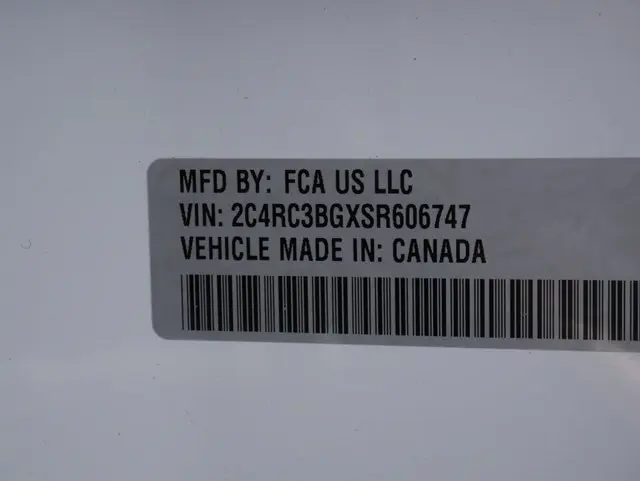 MFD BY: FCA US LLC
VIN: 2C4RC3BGXSR606747
VEHICLE MADE IN: CANADA